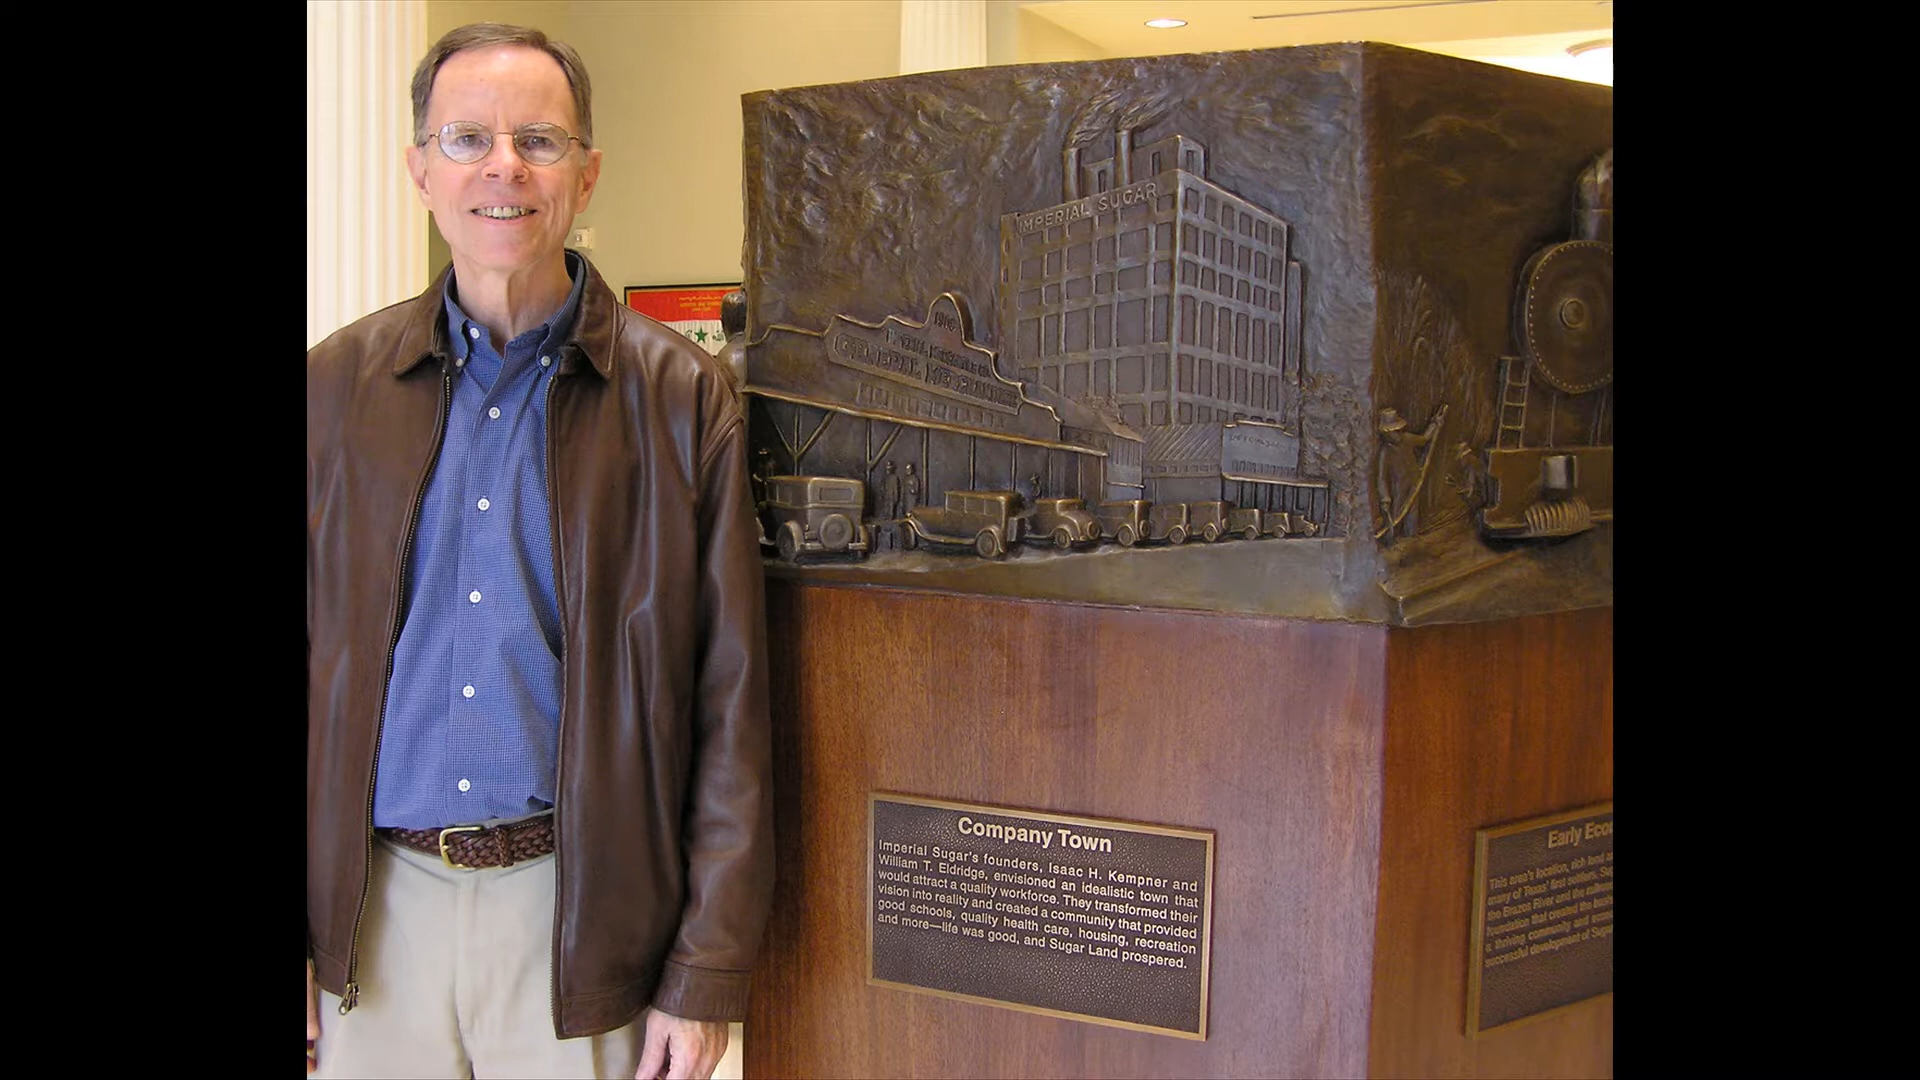 IMPERIAL SUGAR
Company Town
Imperial Sugar's founders, Isaac H. Kempner and
William T. Eldridge, envisioned an idealistic town that
would attract a quality workforce. They transformed their
vision into reality and created a community that provided
good schools, quality health care, housing, recreation
and more—life was good, and Sugar Land prospered.
Early Eco
This area's location, rich land
many of Texas' first settlers.
the Brazos River and the
foundation that created the
a thriving community and
successful development of